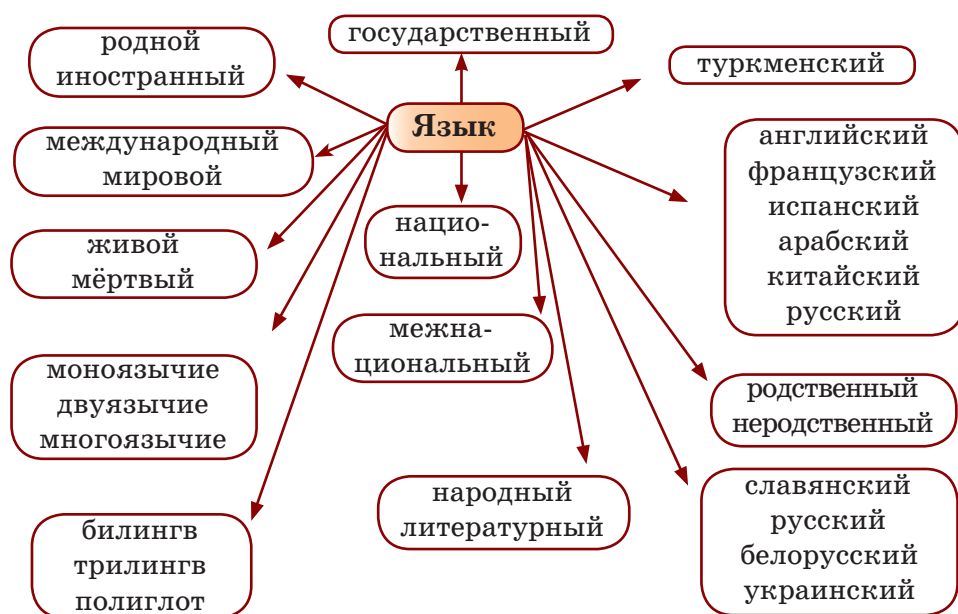 родной
иностранный
государственный
туркменский
Язык
международный
мировой
английский
французский
испанский
арабский
китайский
русский
живой
мёртвый
нацио-
нальный
межна-
циональный
моноязычие
двуязычие
многоязычие
родственный
неродственный
народный
литературный
славянский
русский
белорусский
украинский
билингв
трилингв
полиглот